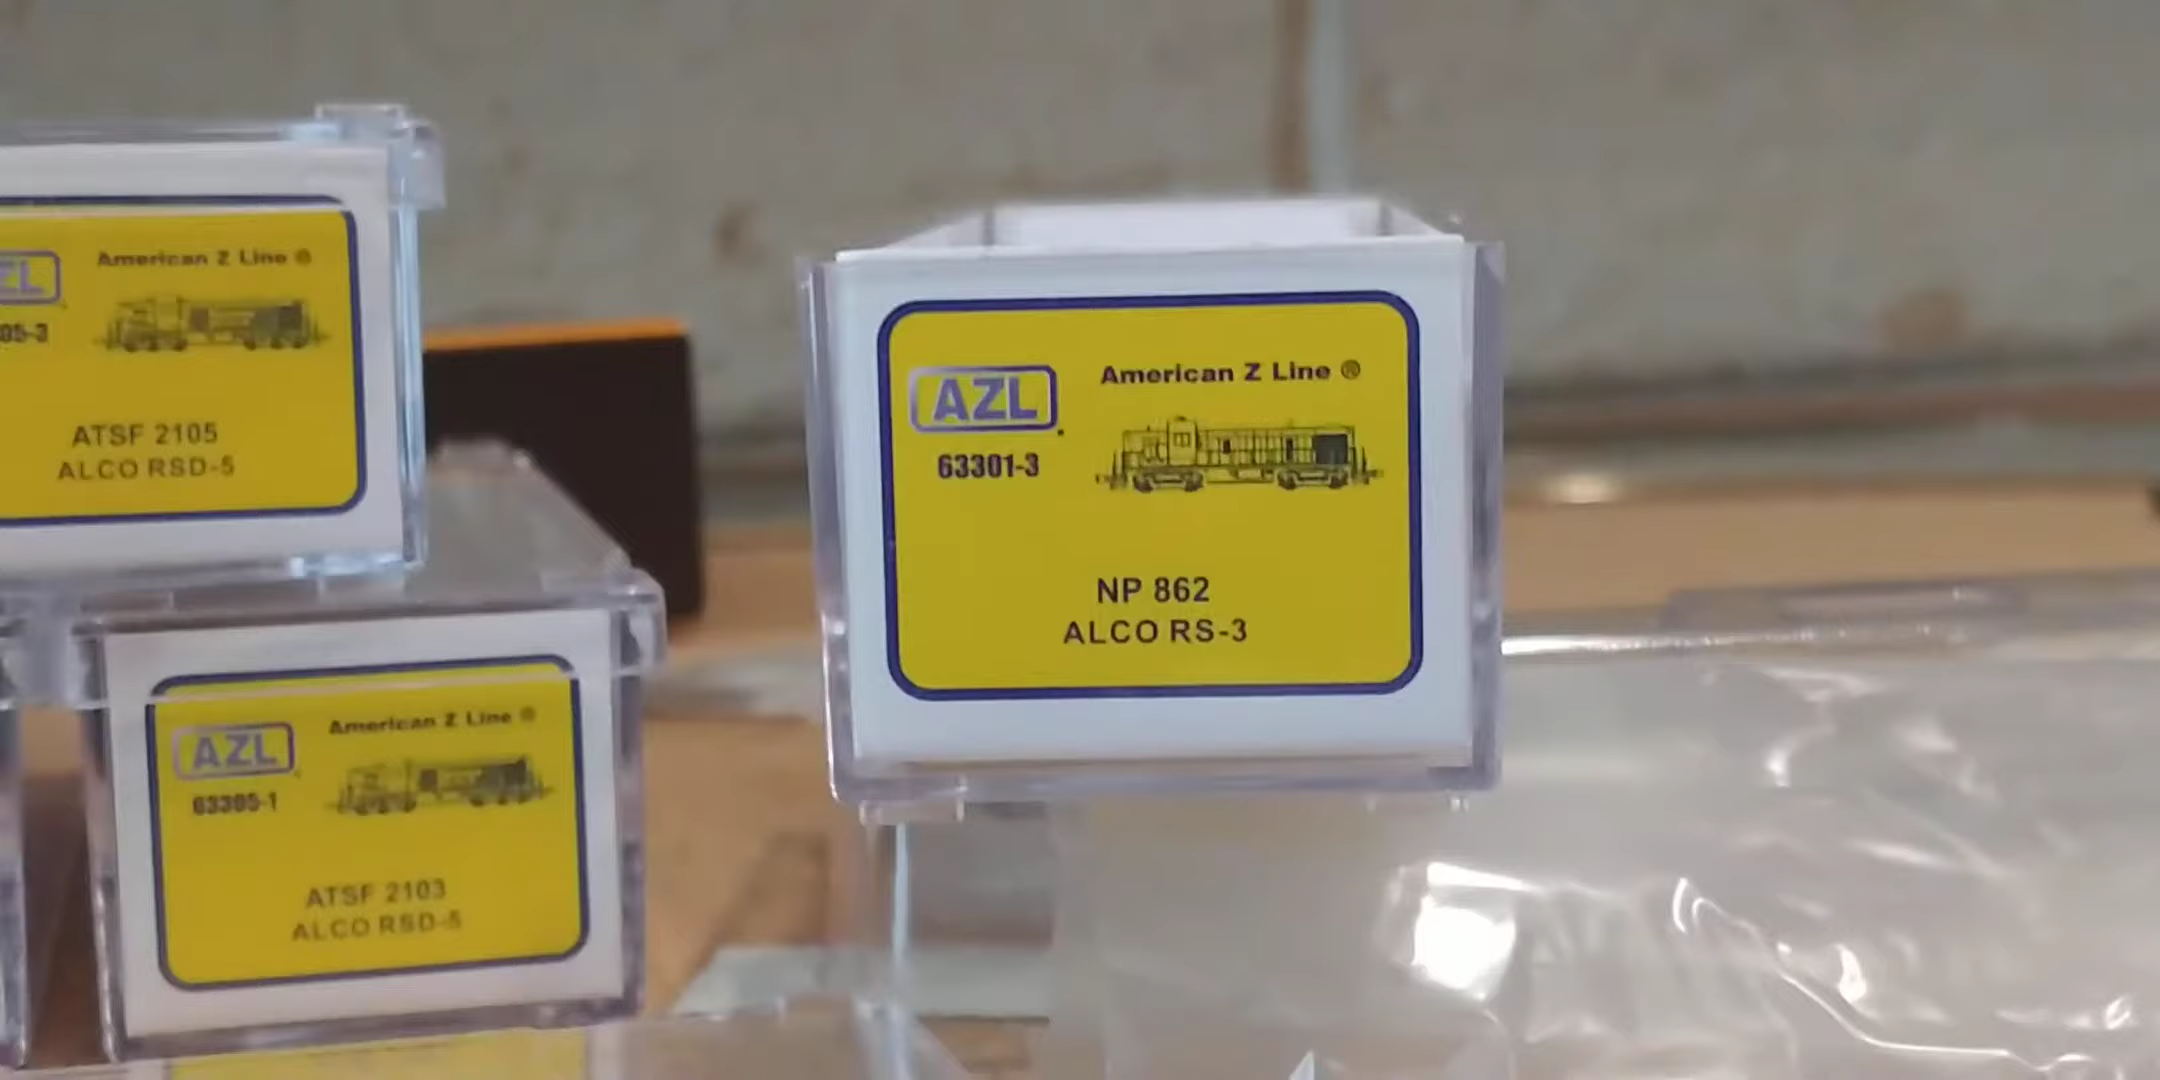 American Z Line ®
ATSF 2105
ALCO RSD-5
AZL
American Z Line ®
63305-1
ATSF 2103
ALCO RSD-5
AZL
American Z Line ®
63301-3
NP 862
ALCO RS-3